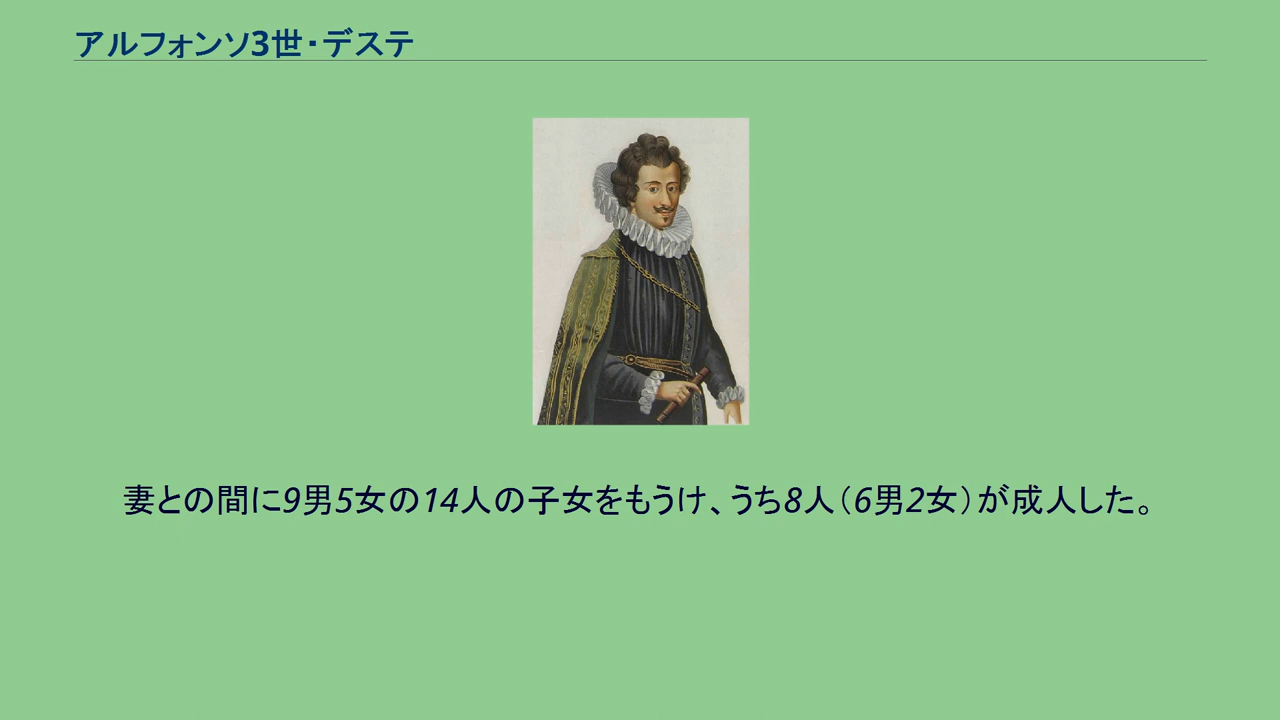 アルフォンソ3世・デステ
妻との間に9男5女の14人の子女をもうけ、うち8人（6男2女）が成人した。